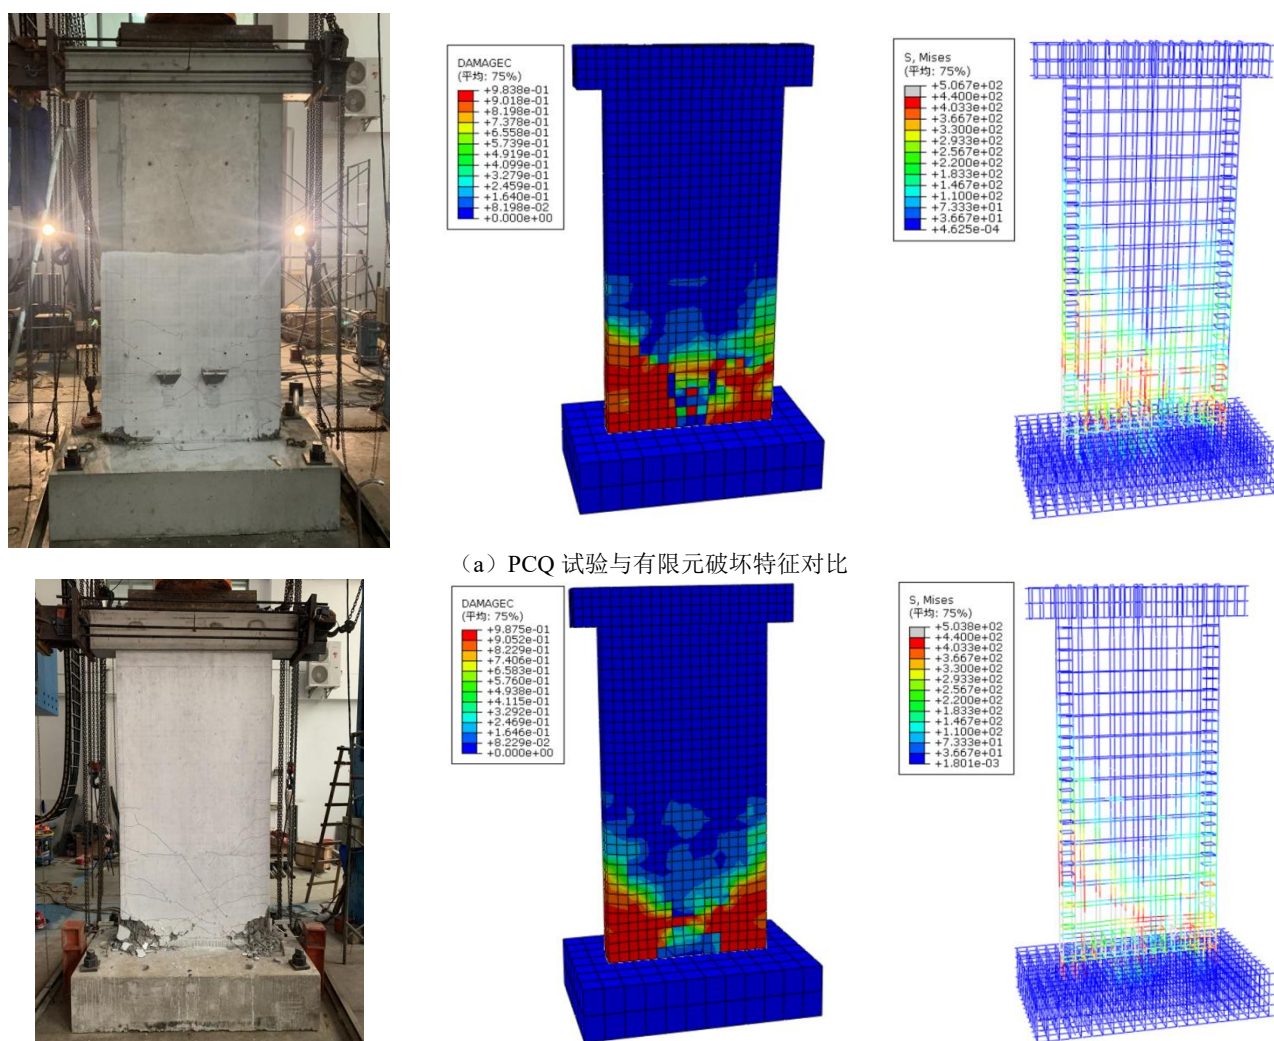 DAMAGEC
(平均: 75%)
+9.838e-01
+9.018e-01
+8.198e-01
+7.378e-01
+6.558e-01
+5.739e-01
+4.919e-01
+4.099e-01
+3.279e-01
+2.459e-01
+1.640e-01
+8.198e-02
+0.000e+00
S, Mises
(平均: 75%)
+5.067e+02
+4.400e+02
+4.033e+02
+3.667e+02
+3.300e+02
+2.933e+02
+2.567e+02
+2.200e+02
+1.833e+02
+1.467e+02
+1.100e+02
+7.333e+01
+3.667e+01
+4.625e-04
（a）PCQ 试验与有限元破坏特征对比
DAMAGEC
(平均: 75%)
+9.875e-01
+9.052e-01
+8.229e-01
+7.406e-01
+6.583e-01
+5.760e-01
+4.938e-01
+4.115e-01
+3.292e-01
+2.469e-01
+1.646e-01
+8.229e-02
+0.000e+00
S, Mises
(平均: 75%)
+5.038e+02
+4.400e+02
+4.033e+02
+3.667e+02
+3.300e+02
+2.933e+02
+2.567e+02
+2.200e+02
+1.833e+02
+1.467e+02
+1.100e+02
+7.333e+01
+3.667e+01
+1.801e-03